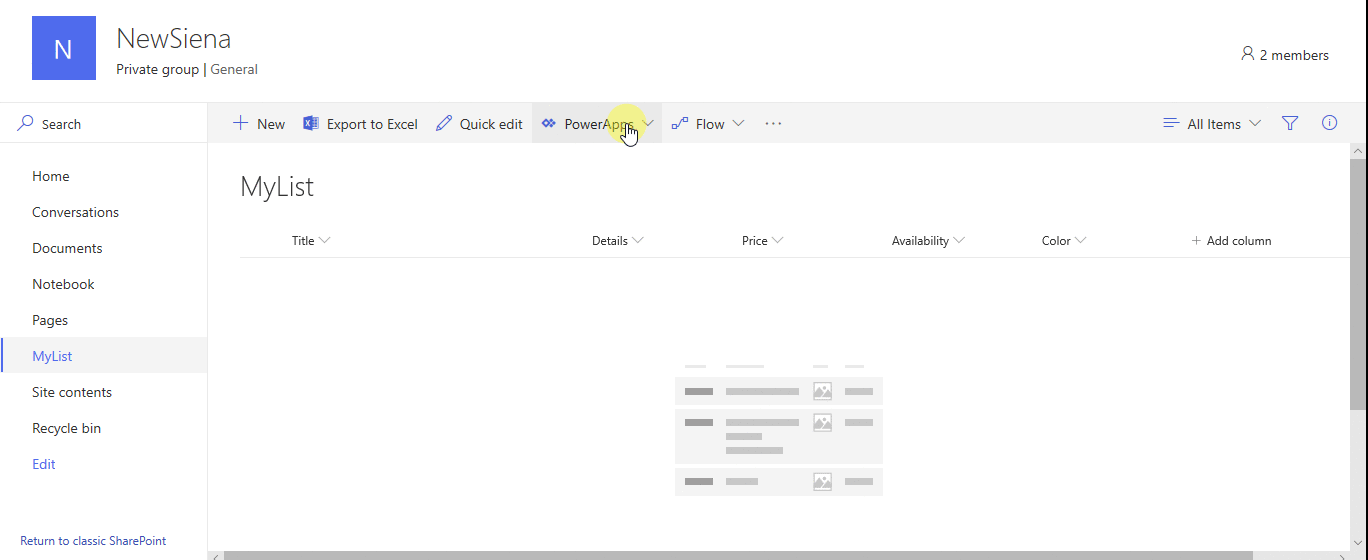 N
NewSiena
Private group | General
2 members
Search
New Export to Excel Quick edit PowerApps Flow ... All Items
Home
Conversations
Documents
Notebook
Pages
MyList
Site contents
Recycle bin
Edit
Return to classic SharePoint
MyList
Title Details Price Availability Color + Add column